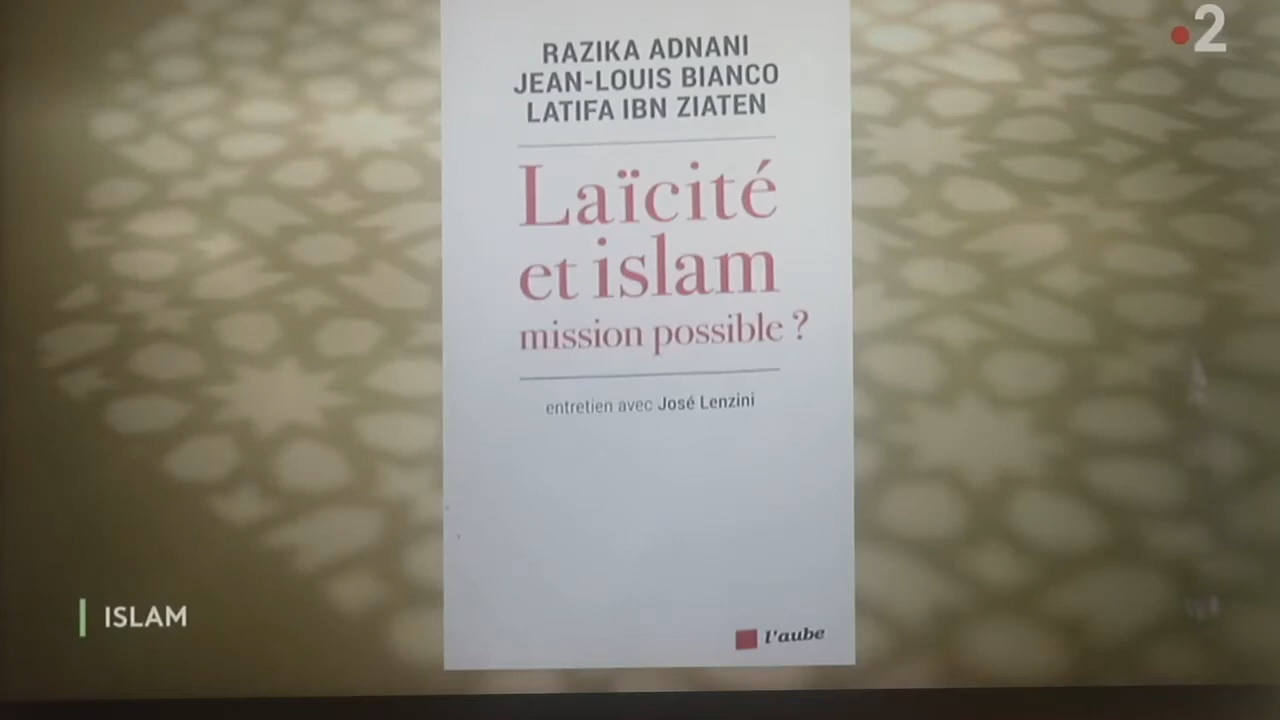 2
RAZIKA ADNANI
JEAN-LOUIS BIANCO
LATIFA IBN ZIATEN
Laïcité
et islam
mission possible ?
entretien avec José Lenzini
l'aube
ISLAM